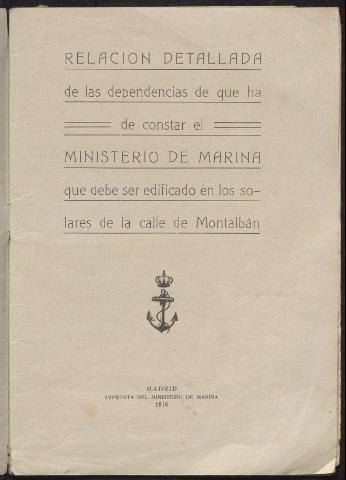 RELACION DETALLADA
de las dependencias de que ha
de constar el
MINISTERIO DE MARINA
que debe ser edificado en los so-
lares de la calle de Montalbán
MADRID
IMPRENTA DEL MINISTERIO DE MARINA
1916